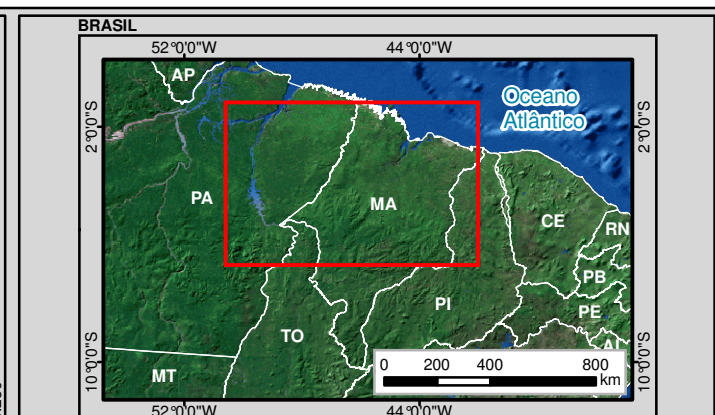 BRASIL
52°0'0"W 44°0'0"W
AP
Oceano
Atlântico
2°0'0"S 2°0'0"S
PA
MA
CE
RN
PB
PE
PI
TO
MT
0 200 400 800
km
10°0'0"S 10°0'0"S
52°0'0"W 44°0'0"W